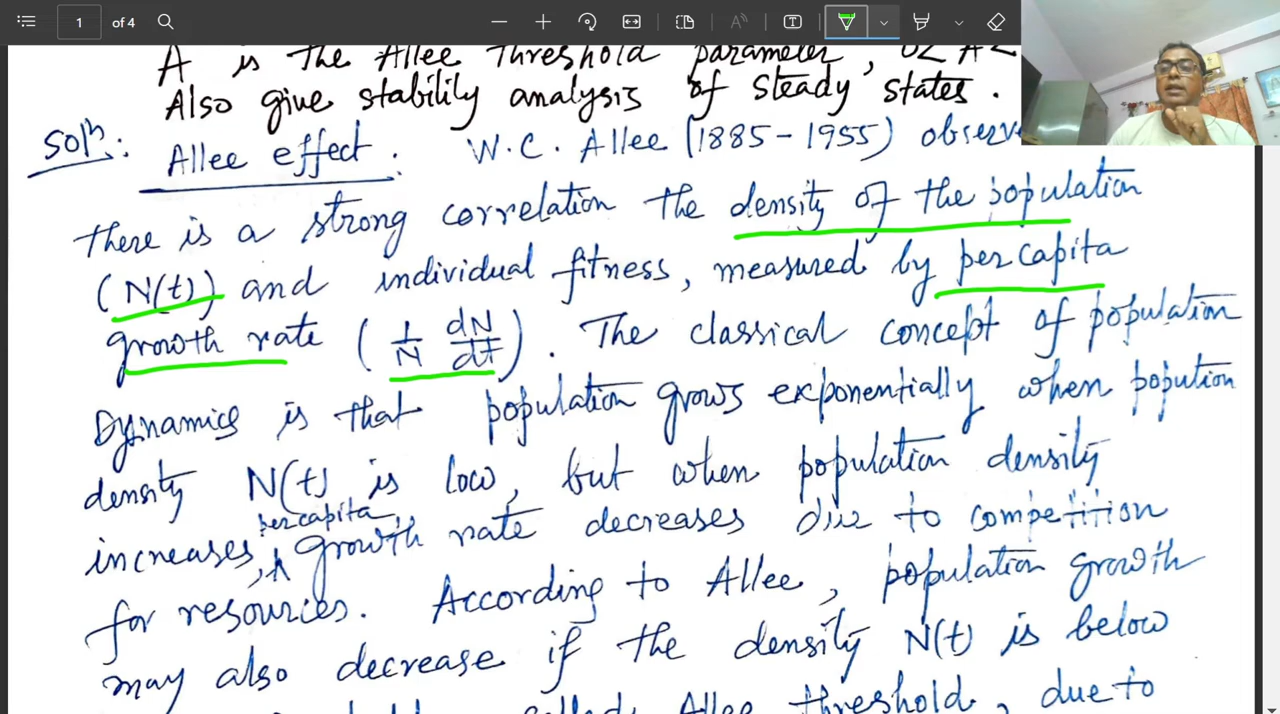 1 of 4
A is the Allee threshold parameter, 0< A<
Also give stability analysis of steady states.
Soln: Allee effect: W.C. Allee (1885-1955) observe
there is a strong correlation the density of the population
(N(t)) and individual fitness, measured by percapita
growth rate (1/N dN/dt). The classical concept of population
Dynamics is that population grows exponentially when popution
density N(t) is low, but when population density
increases, percapita growth rate decreases due to competition
for resources. According to Allee, population growth
may also decrease if the density N(t) is below
called Allee threshold, due to